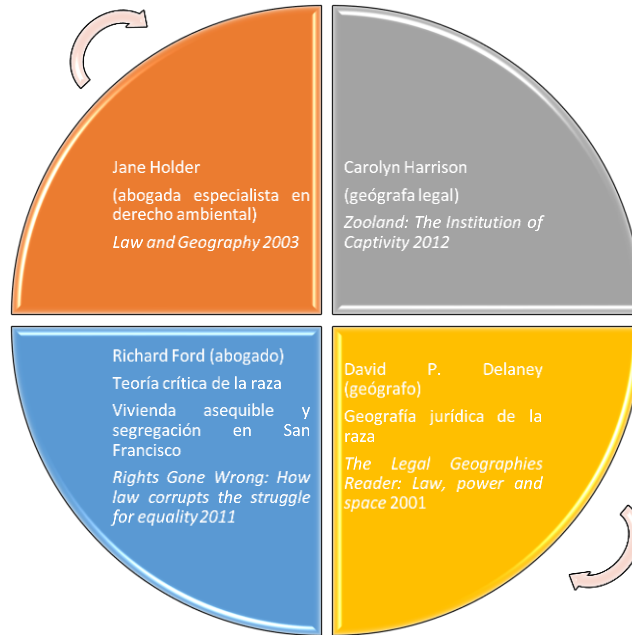 Jane Holder
(abogada especialista en
derecho ambiental)
Law and Geography 2003
Carolyn Harrison
(geógrafa legal)
Zooland: The Institution of
Captivity 2012
Richard Ford (abogado)
Teoría crítica de la raza
Vivienda asequible y
segregación en San
Francisco
Rights Gone Wrong: How
law corrupts the struggle
for equality 2011
David P. Delaney
(geógrafo)
Geografía jurídica de la
raza
The Legal Geographies
Reader: Law, power and
space 2001